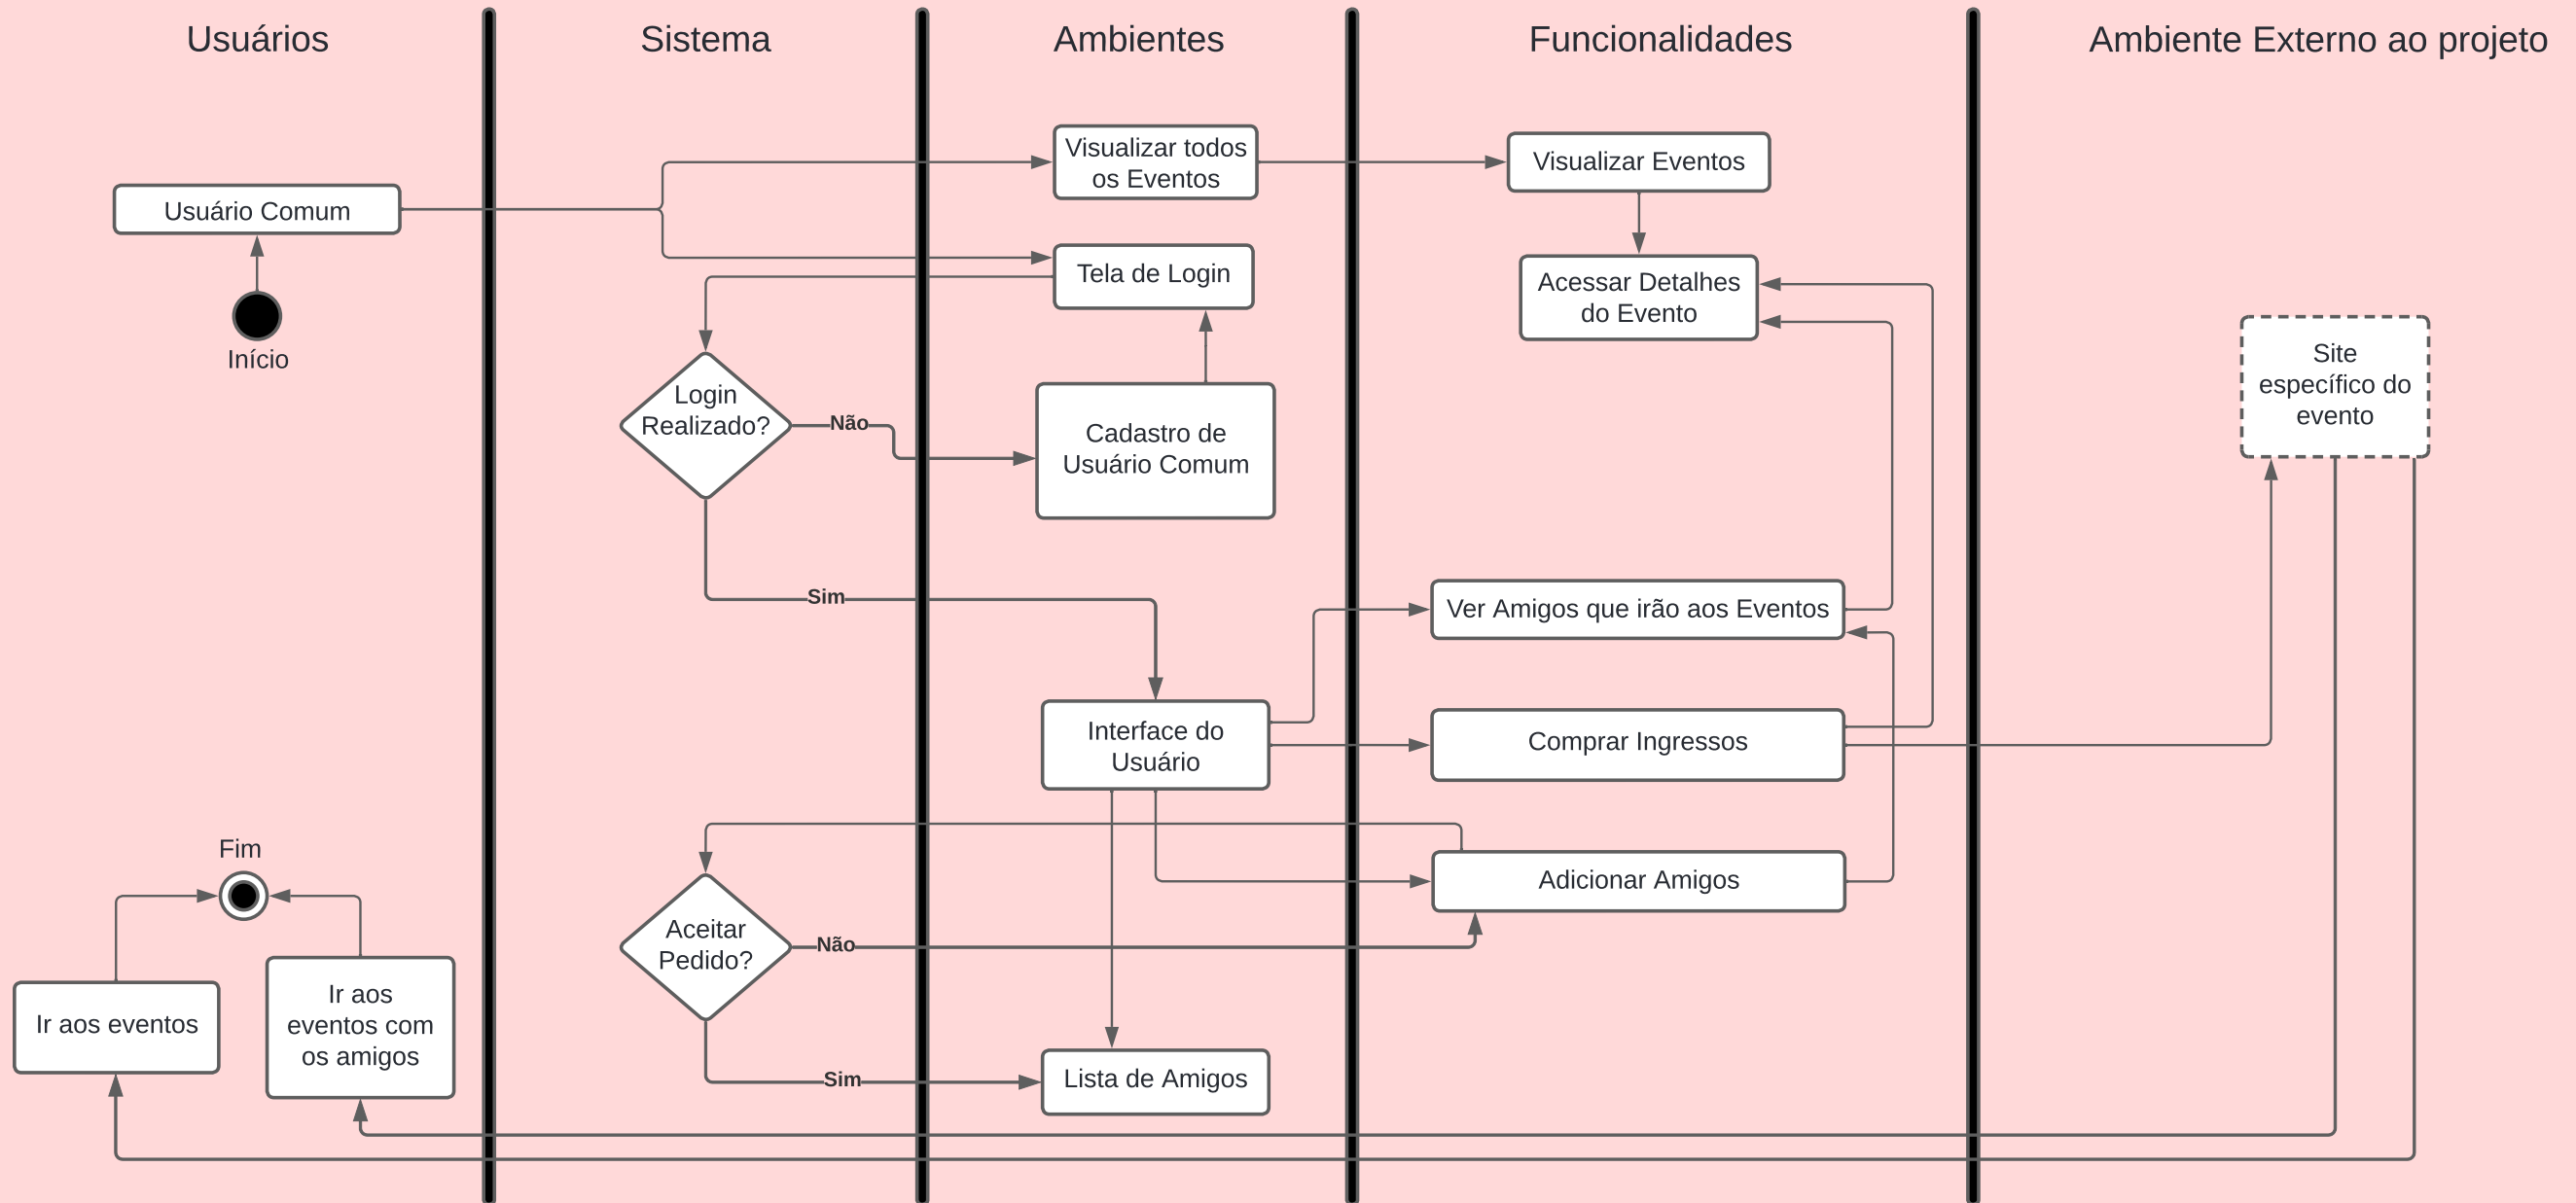 Usuários
Sistema
Ambientes
Funcionalidades
Ambiente Externo ao projeto
Visualizar todos
os Eventos
Visualizar Eventos
Usuário Comum
Tela de Login
Acessar Detalhes
do Evento
Início
Site
específico do
evento
Login
Realizado?
Não
Cadastro de
Usuário Comum
Sim
Ver Amigos que irão aos Eventos
Interface do
Usuário
Comprar Ingressos
Fim
Adicionar Amigos
Aceitar
Pedido?
Não
Ir aos eventos
Ir aos
eventos com
os amigos
Sim
Lista de Amigos